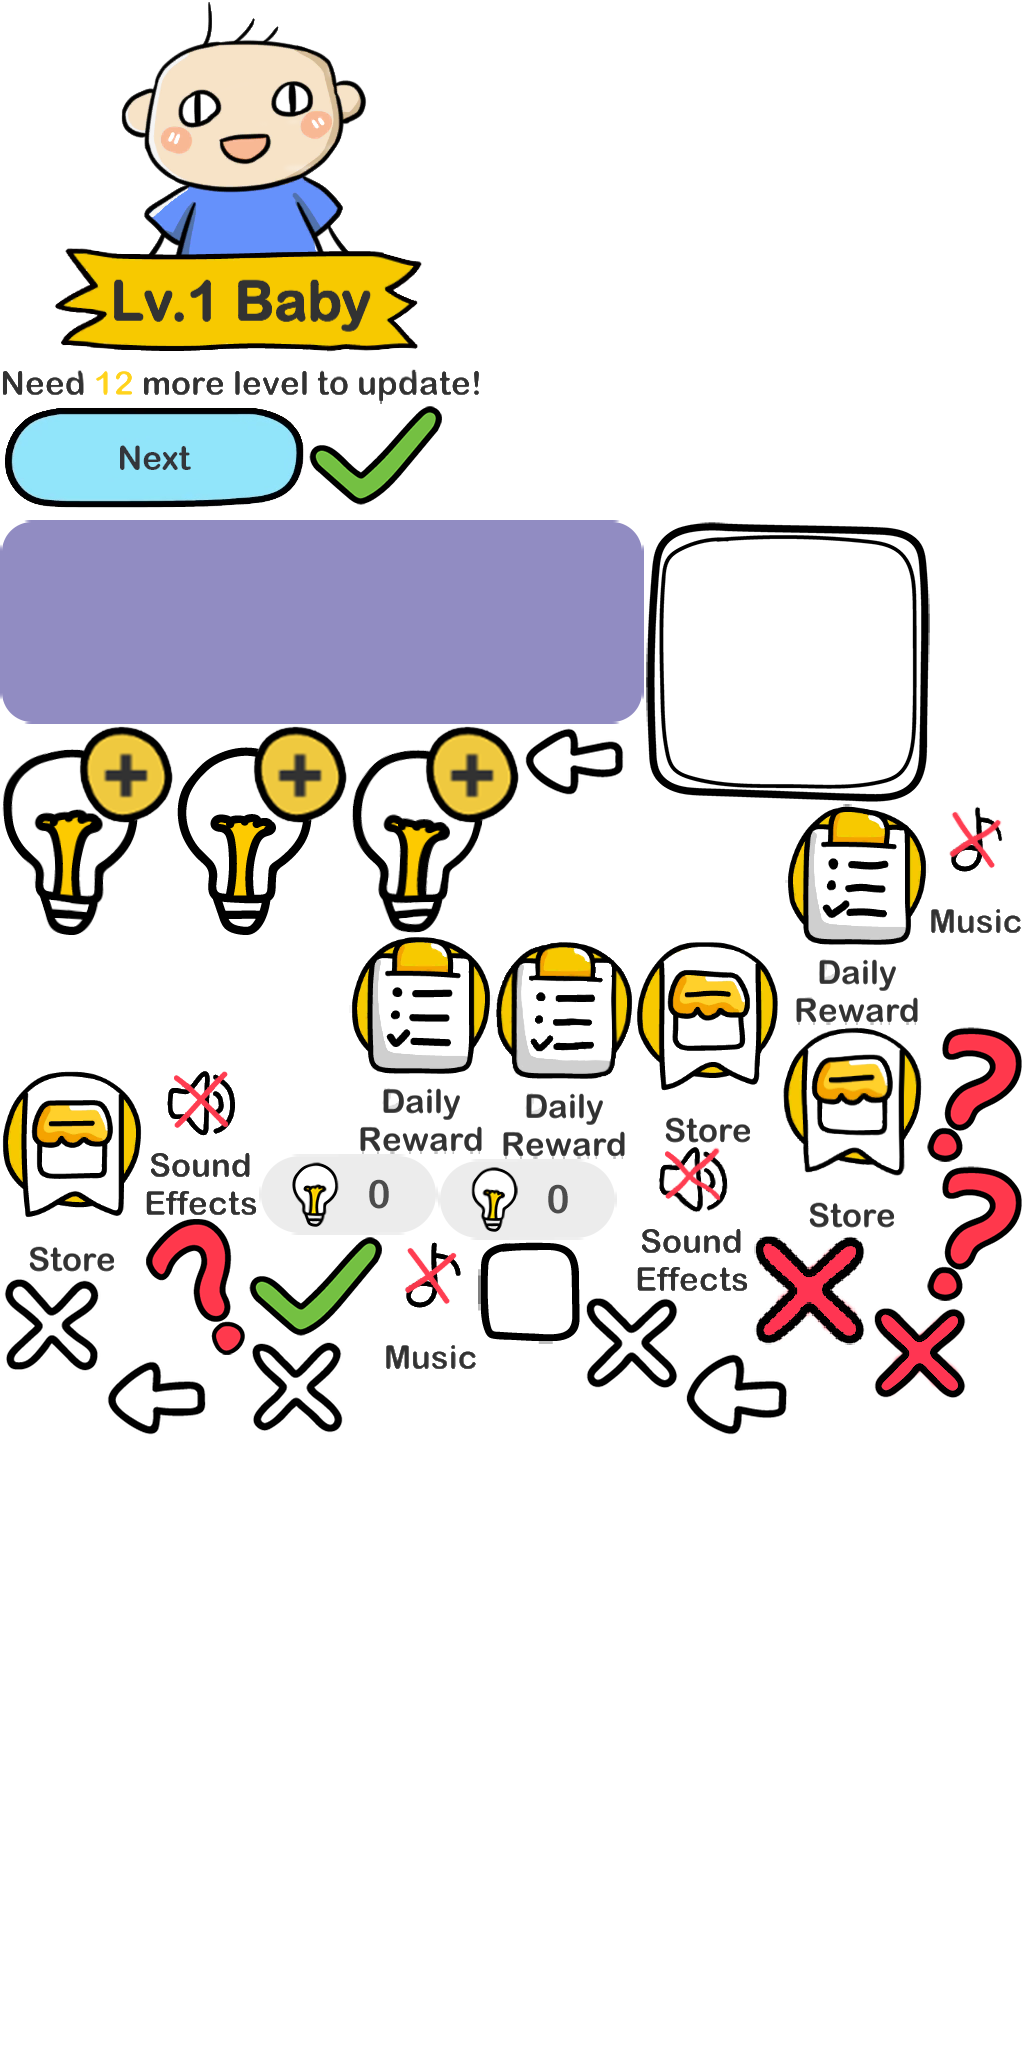 Lv.1 Baby
Need 12 more level to update!
Next
Music
Daily
Reward
Daily
Reward
Daily
Reward
Store
Sound
Effects
0
0
Store
Sound
Effects
Store
Music